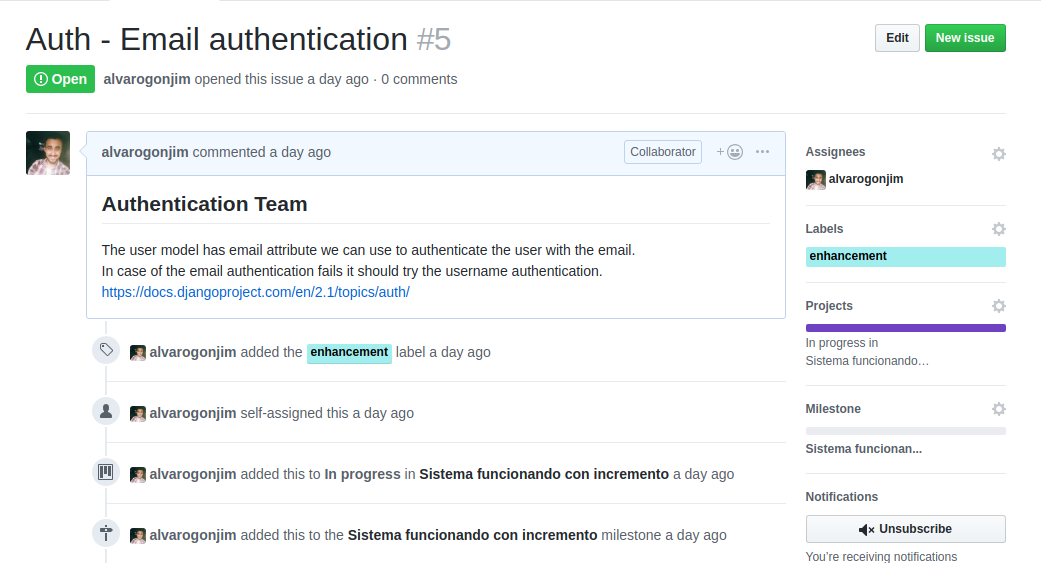 Auth - Email authentication #5
Edit
New issue
Open
alvarogonjim opened this issue a day ago · 0 comments
alvarogonjim commented a day ago
Collaborator
Authentication Team
The user model has email attribute we can use to authenticate the user with the email.
In case of the email authentication fails it should try the username authentication.
https://docs.djangoproject.com/en/2.1/topics/auth/
alvarogonjim added the enhancement label a day ago
alvarogonjim self-assigned this a day ago
alvarogonjim added this to In progress in Sistema funcionando con incremento a day ago
alvarogonjim added this to the Sistema funcionando con incremento milestone a day ago
Assignees
alvarogonjim
Labels
enhancement
Projects
In progress in
Sistema funcionando…
Milestone
Sistema funcionan...
Notifications
Unsubscribe
You're receiving notifications